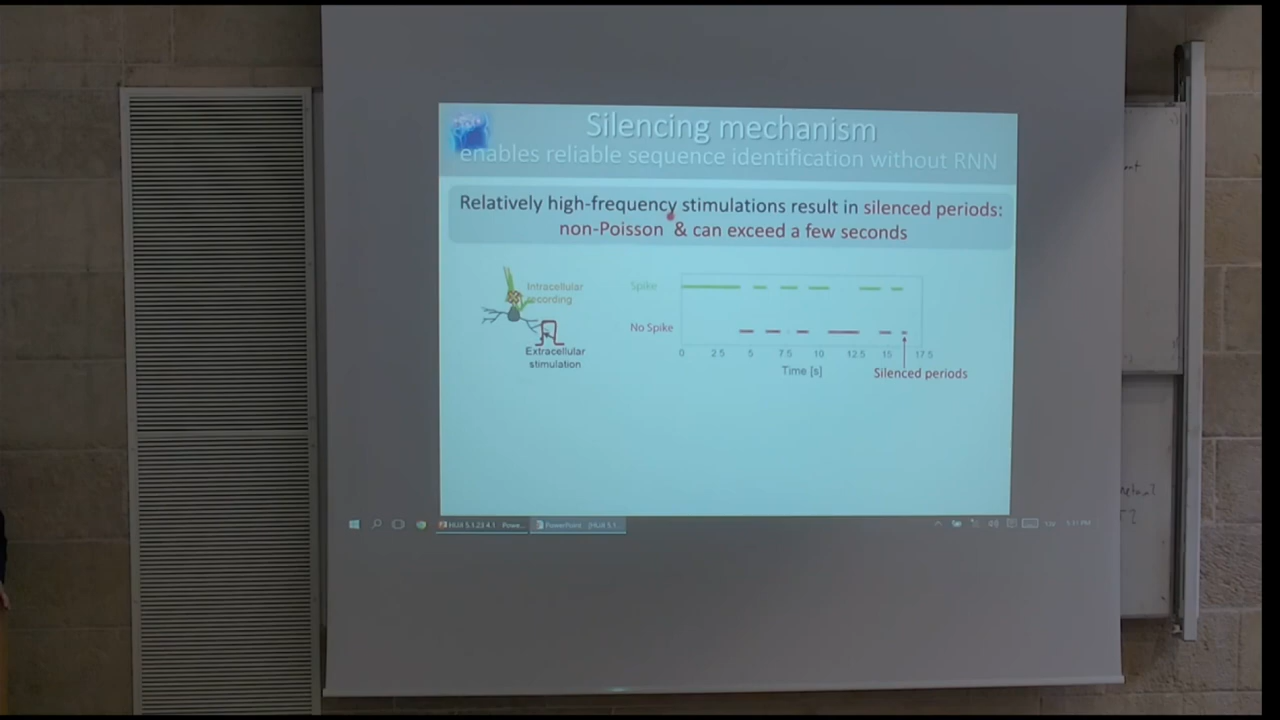 Silencing mechanism
enables reliable sequence identification without RNN
Relatively high-frequency stimulations result in silenced periods:
non-Poisson & can exceed a few seconds
Intracellular
recording
Extracellular
stimulation
Spike
No Spike
0 2.5 5 7.5 10 12.5 15 17.5
Time [s]
Silenced periods
PowerPoint